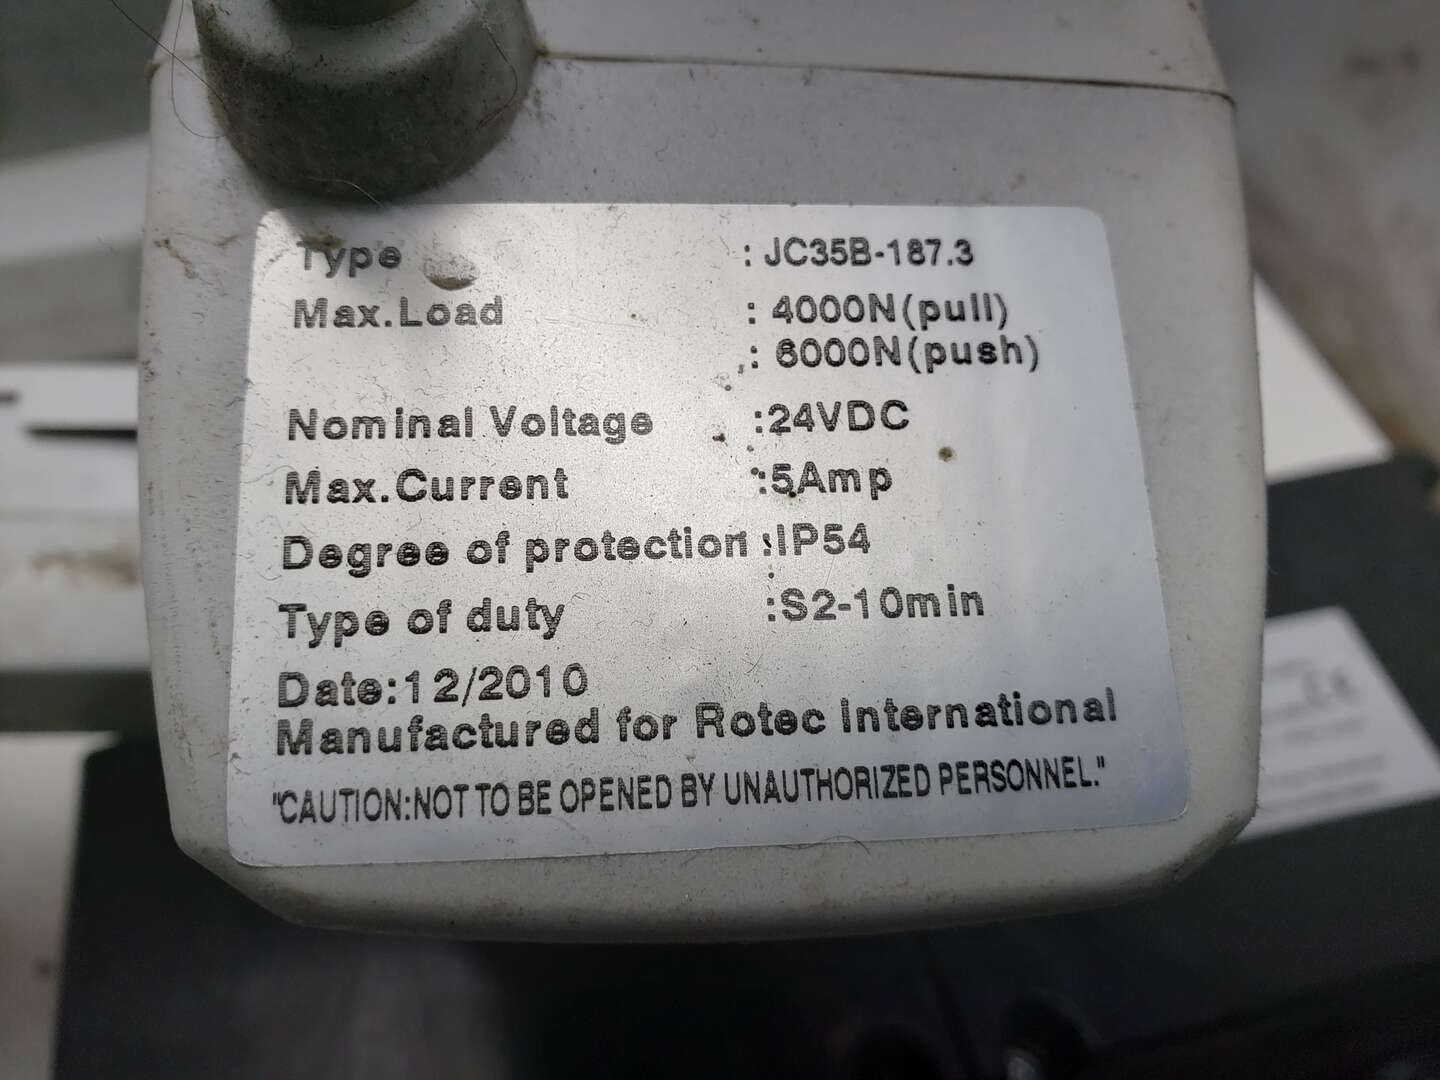 Type : JC35B-187.3
Max.Load : 4000N(pull)
: 6000N(push)
Nominal Voltage :24VDC
Max.Current :5Amp
Degree of protection :IP54
Type of duty :S2-10min
Date:12/2010
Manufactured for Rotec International
"CAUTION:NOT TO BE OPENED BY UNAUTHORIZED PERSONNEL."